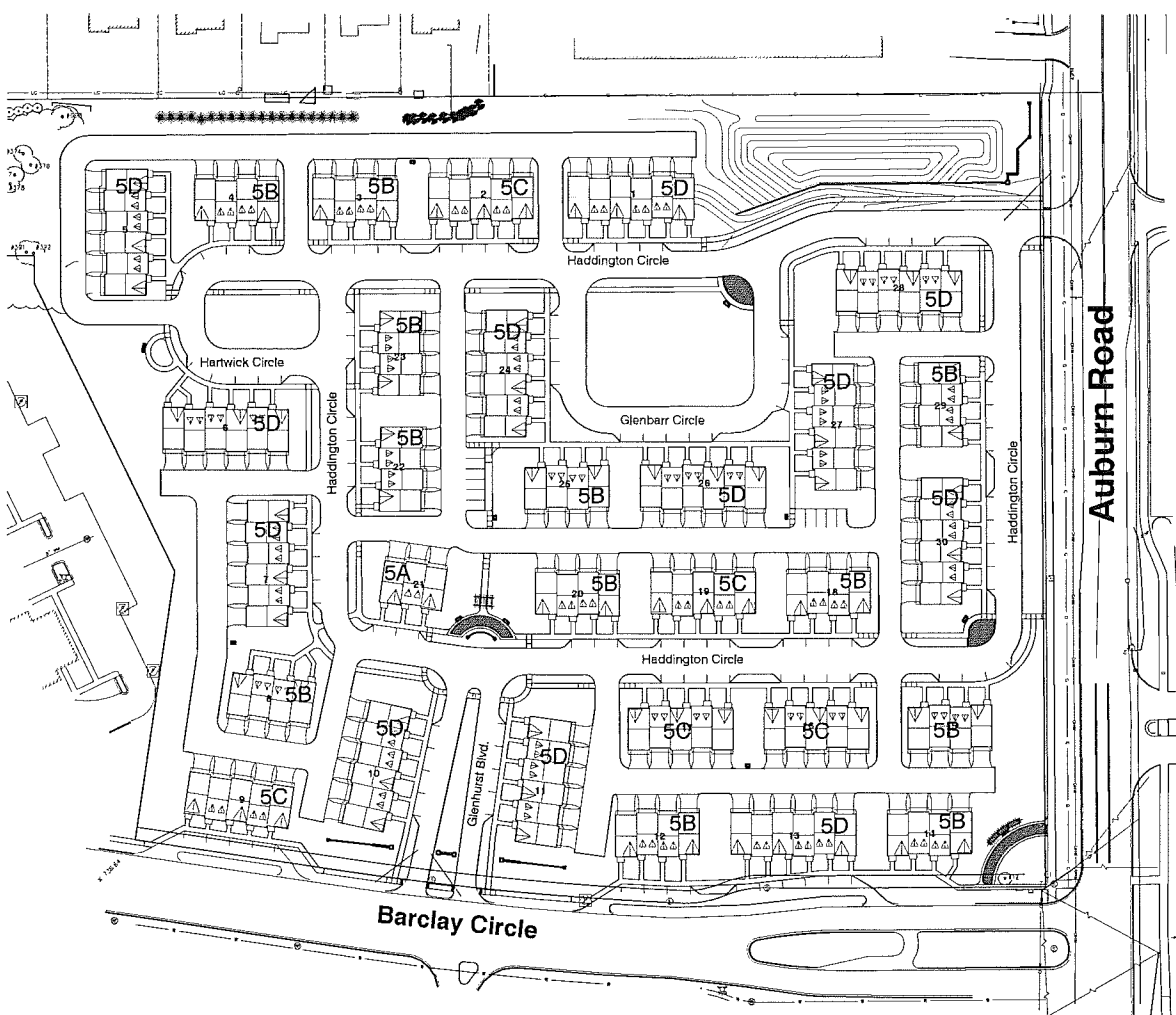 5D
5
4
5B
3
5B
2
5C
1
5D
Haddington Circle
28
5D
Hartwick Circle
5B
23
5D
24
Haddington Circle
Glenbarr Circle
5D
27
5B
29
Haddington Circle
Auburn Road
6
5D
5B
22
25
5B
26
5D
5D
30
5D
7
5A
21
20
5B
19
5C
18
5B
Haddington Circle
8
5B
5D
10
Glenhurst Blvd.
5D
11
5C
5B
9
5C
12
5B
13
5D
14
5B
Barclay Circle